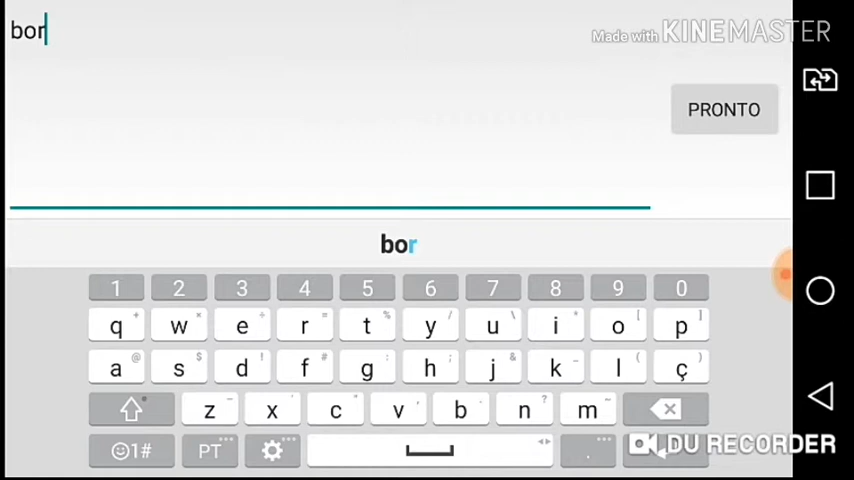 bor
Made with KINEMASTER
PRONTO
bor
1 2 3 4 5 6 7 8 9 0
q w e r t y u i o p
a s d f g h j k l ç
z x c v b n m
☺1# PT .
DU RECORDER